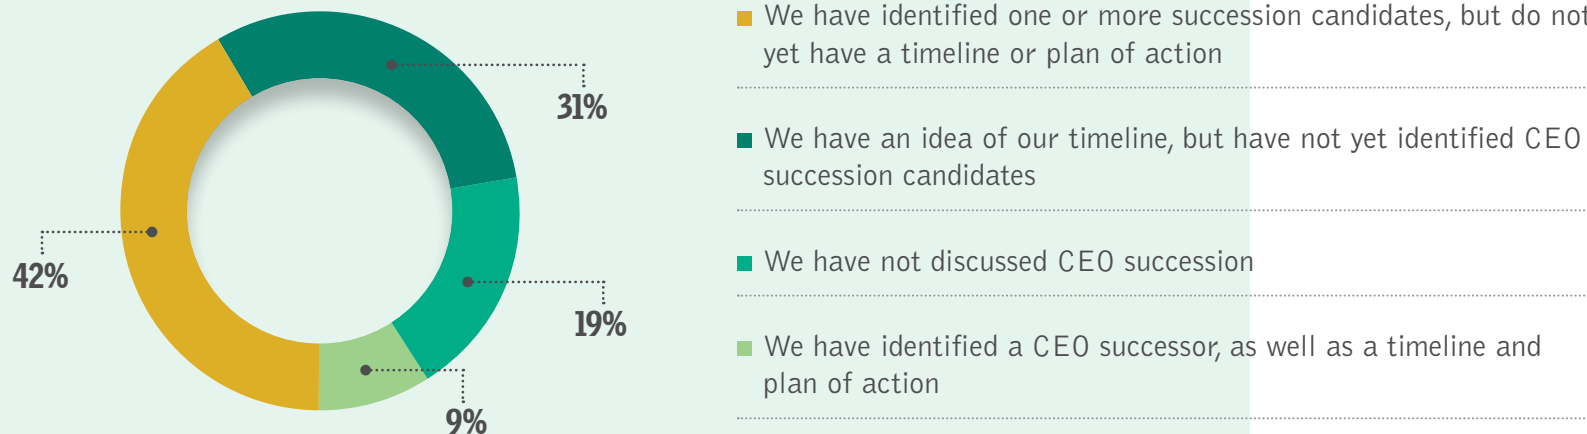 31%
42%
19%
9%
We have identified one or more succession candidates, but do not
yet have a timeline or plan of action
We have an idea of our timeline, but have not yet identified CEO
succession candidates
We have not discussed CEO succession
We have identified a CEO successor, as well as a timeline and
plan of action